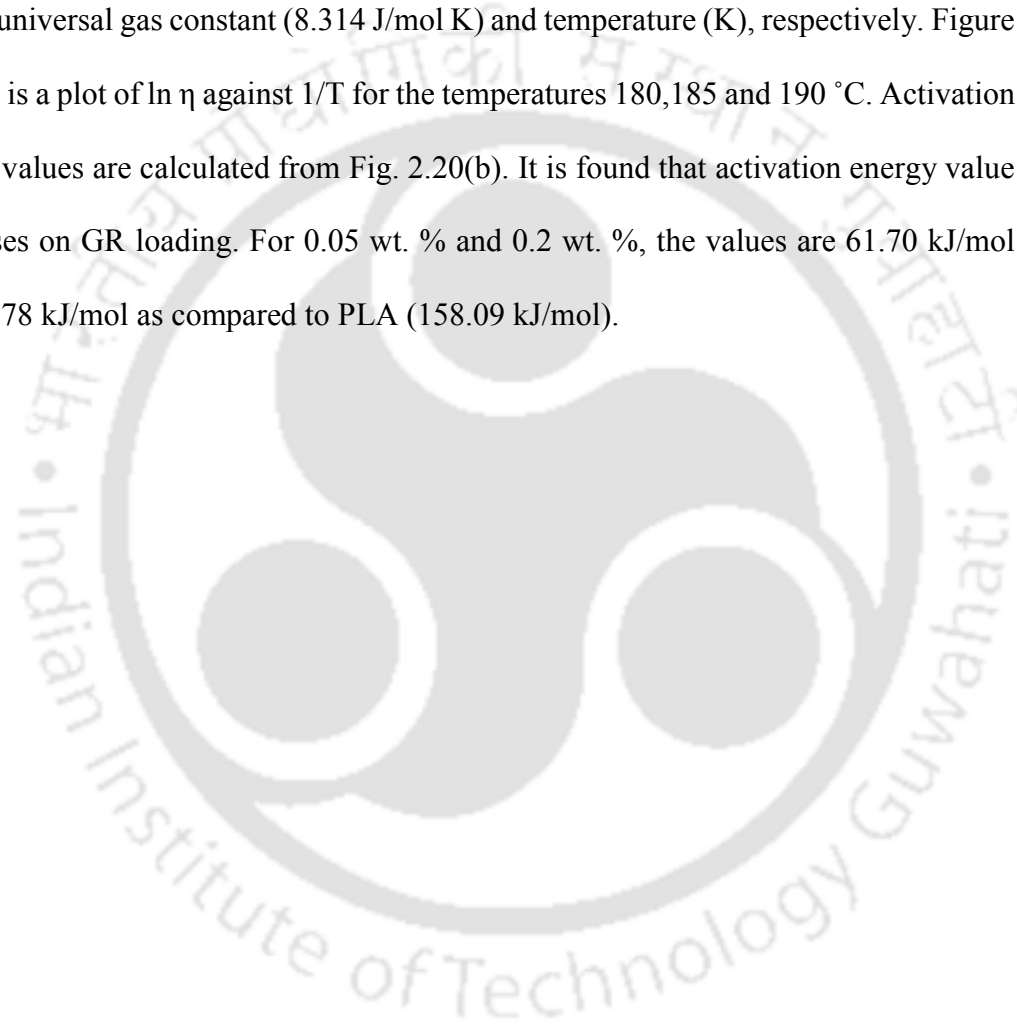 universal gas constant (8.314 J/mol K) and temperature (K), respectively. Figure
is a plot of ln η against 1/T for the temperatures 180,185 and 190 ˚C. Activation
values are calculated from Fig. 2.20(b). It is found that activation energy value
ses on GR loading. For 0.05 wt. % and 0.2 wt. %, the values are 61.70 kJ/mol
78 kJ/mol as compared to PLA (158.09 kJ/mol).
Indian Institute of Technology Guwahati